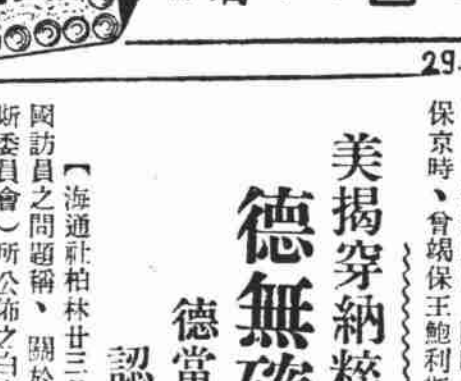 29.
保京時、曾竭保王鮑利
美揭穿納粹
德無確
德當
認
【海通社柏林廿三
國訪員之問題稱、關於
斯委員會）所公佈之白